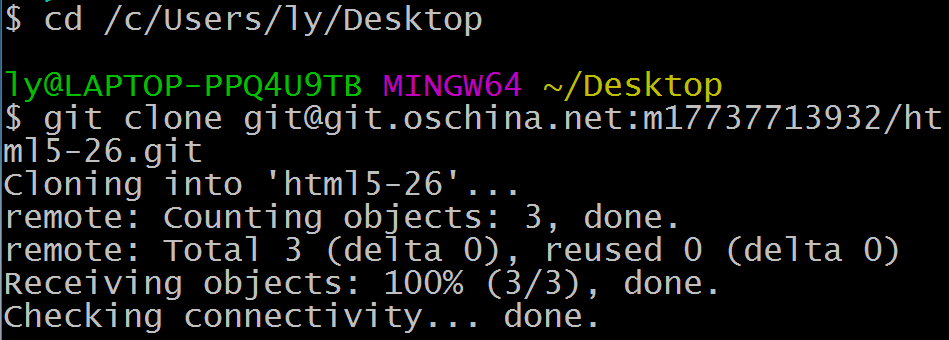 $ cd /c/Users/ly/Desktop
ly@LAPTOP-PPQ4U9TB MINGW64 ~/Desktop
$ git clone git@git.oschina.net:m17737713932/ht
ml5-26.git
Cloning into 'html5-26'...
remote: Counting objects: 3, done.
remote: Total 3 (delta 0), reused 0 (delta 0)
Receiving objects: 100% (3/3), done.
Checking connectivity... done.